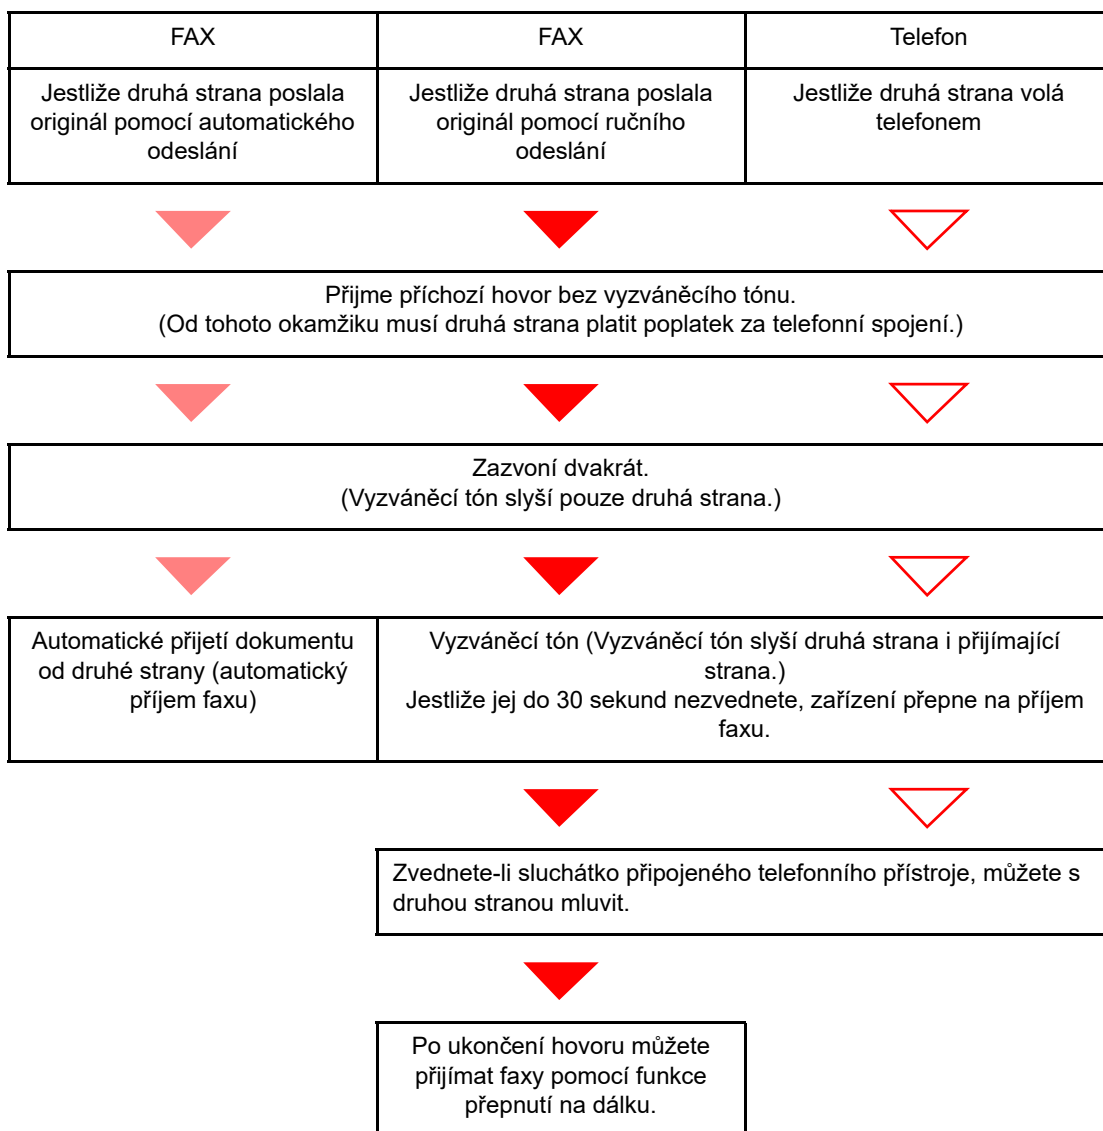 FAX
FAX
Telefon
Jestliže druhá strana poslala
originál pomocí automatického
odeslání
Jestliže druhá strana poslala
originál pomocí ručního
odeslání
Jestliže druhá strana volá
telefonem
Přijme příchozí hovor bez vyzváněcího tónu.
(Od tohoto okamžiku musí druhá strana platit poplatek za telefonní spojení.)
Zazvoní dvakrát.
(Vyzváněcí tón slyší pouze druhá strana.)
Automatické přijetí dokumentu
od druhé strany (automatický
příjem faxu)
Vyzváněcí tón (Vyzváněcí tón slyší druhá strana i přijímající
strana.)
Jestliže jej do 30 sekund nezvednete, zařízení přepne na příjem
faxu.
Zvednete-li sluchátko připojeného telefonního přístroje, můžete s
druhou stranou mluvit.
Po ukončení hovoru můžete
přijímat faxy pomocí funkce
přepnutí na dálku.